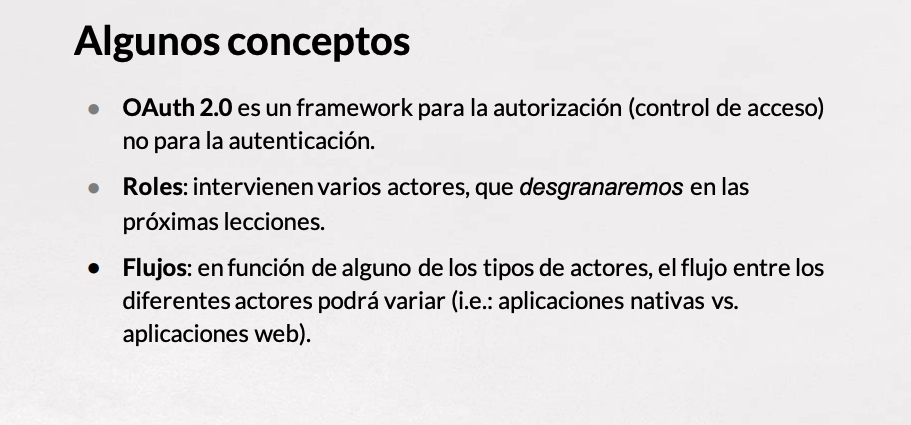 Algunos conceptos
● OAuth 2.0 es un framework para la autorización (control de acceso)
no para la autenticación.
● Roles: intervienen varios actores, que desgranaremos en las
próximas lecciones.
● Flujos: en función de alguno de los tipos de actores, el flujo entre los
diferentes actores podrá variar (i.e.: aplicaciones nativas vs.
aplicaciones web).